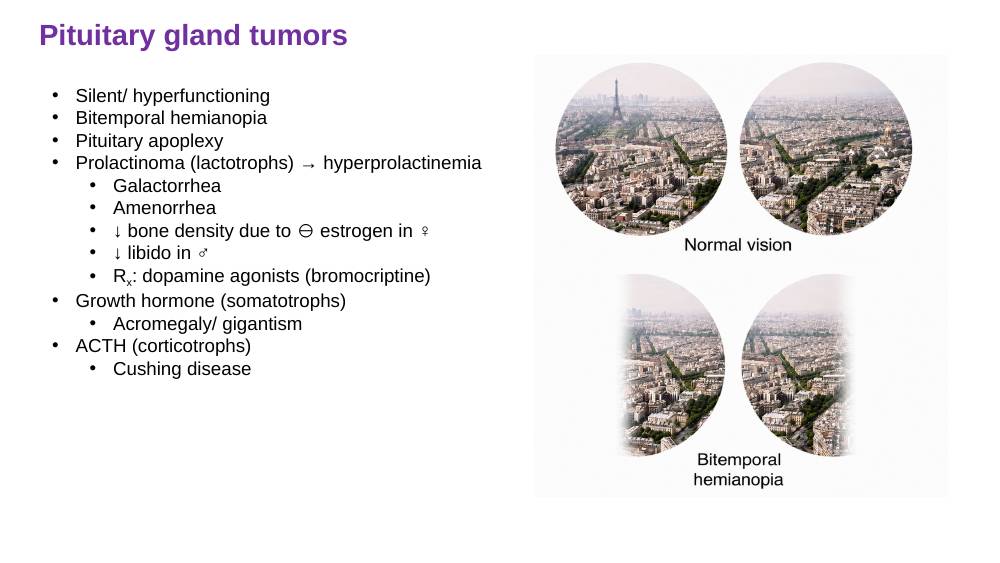 Pituitary gland tumors
• Silent/ hyperfunctioning
• Bitemporal hemianopia
• Pituitary apoplexy
• Prolactinoma (lactotrophs) → hyperprolactinemia
• Galactorrhea
• Amenorrhea
• ↓ bone density due to ⊖ estrogen in ♀
• ↓ libido in ♂
• Rx: dopamine agonists (bromocriptine)
• Growth hormone (somatotrophs)
• Acromegaly/ gigantism
• ACTH (corticotrophs)
• Cushing disease
Normal vision
Bitemporal
hemianopia